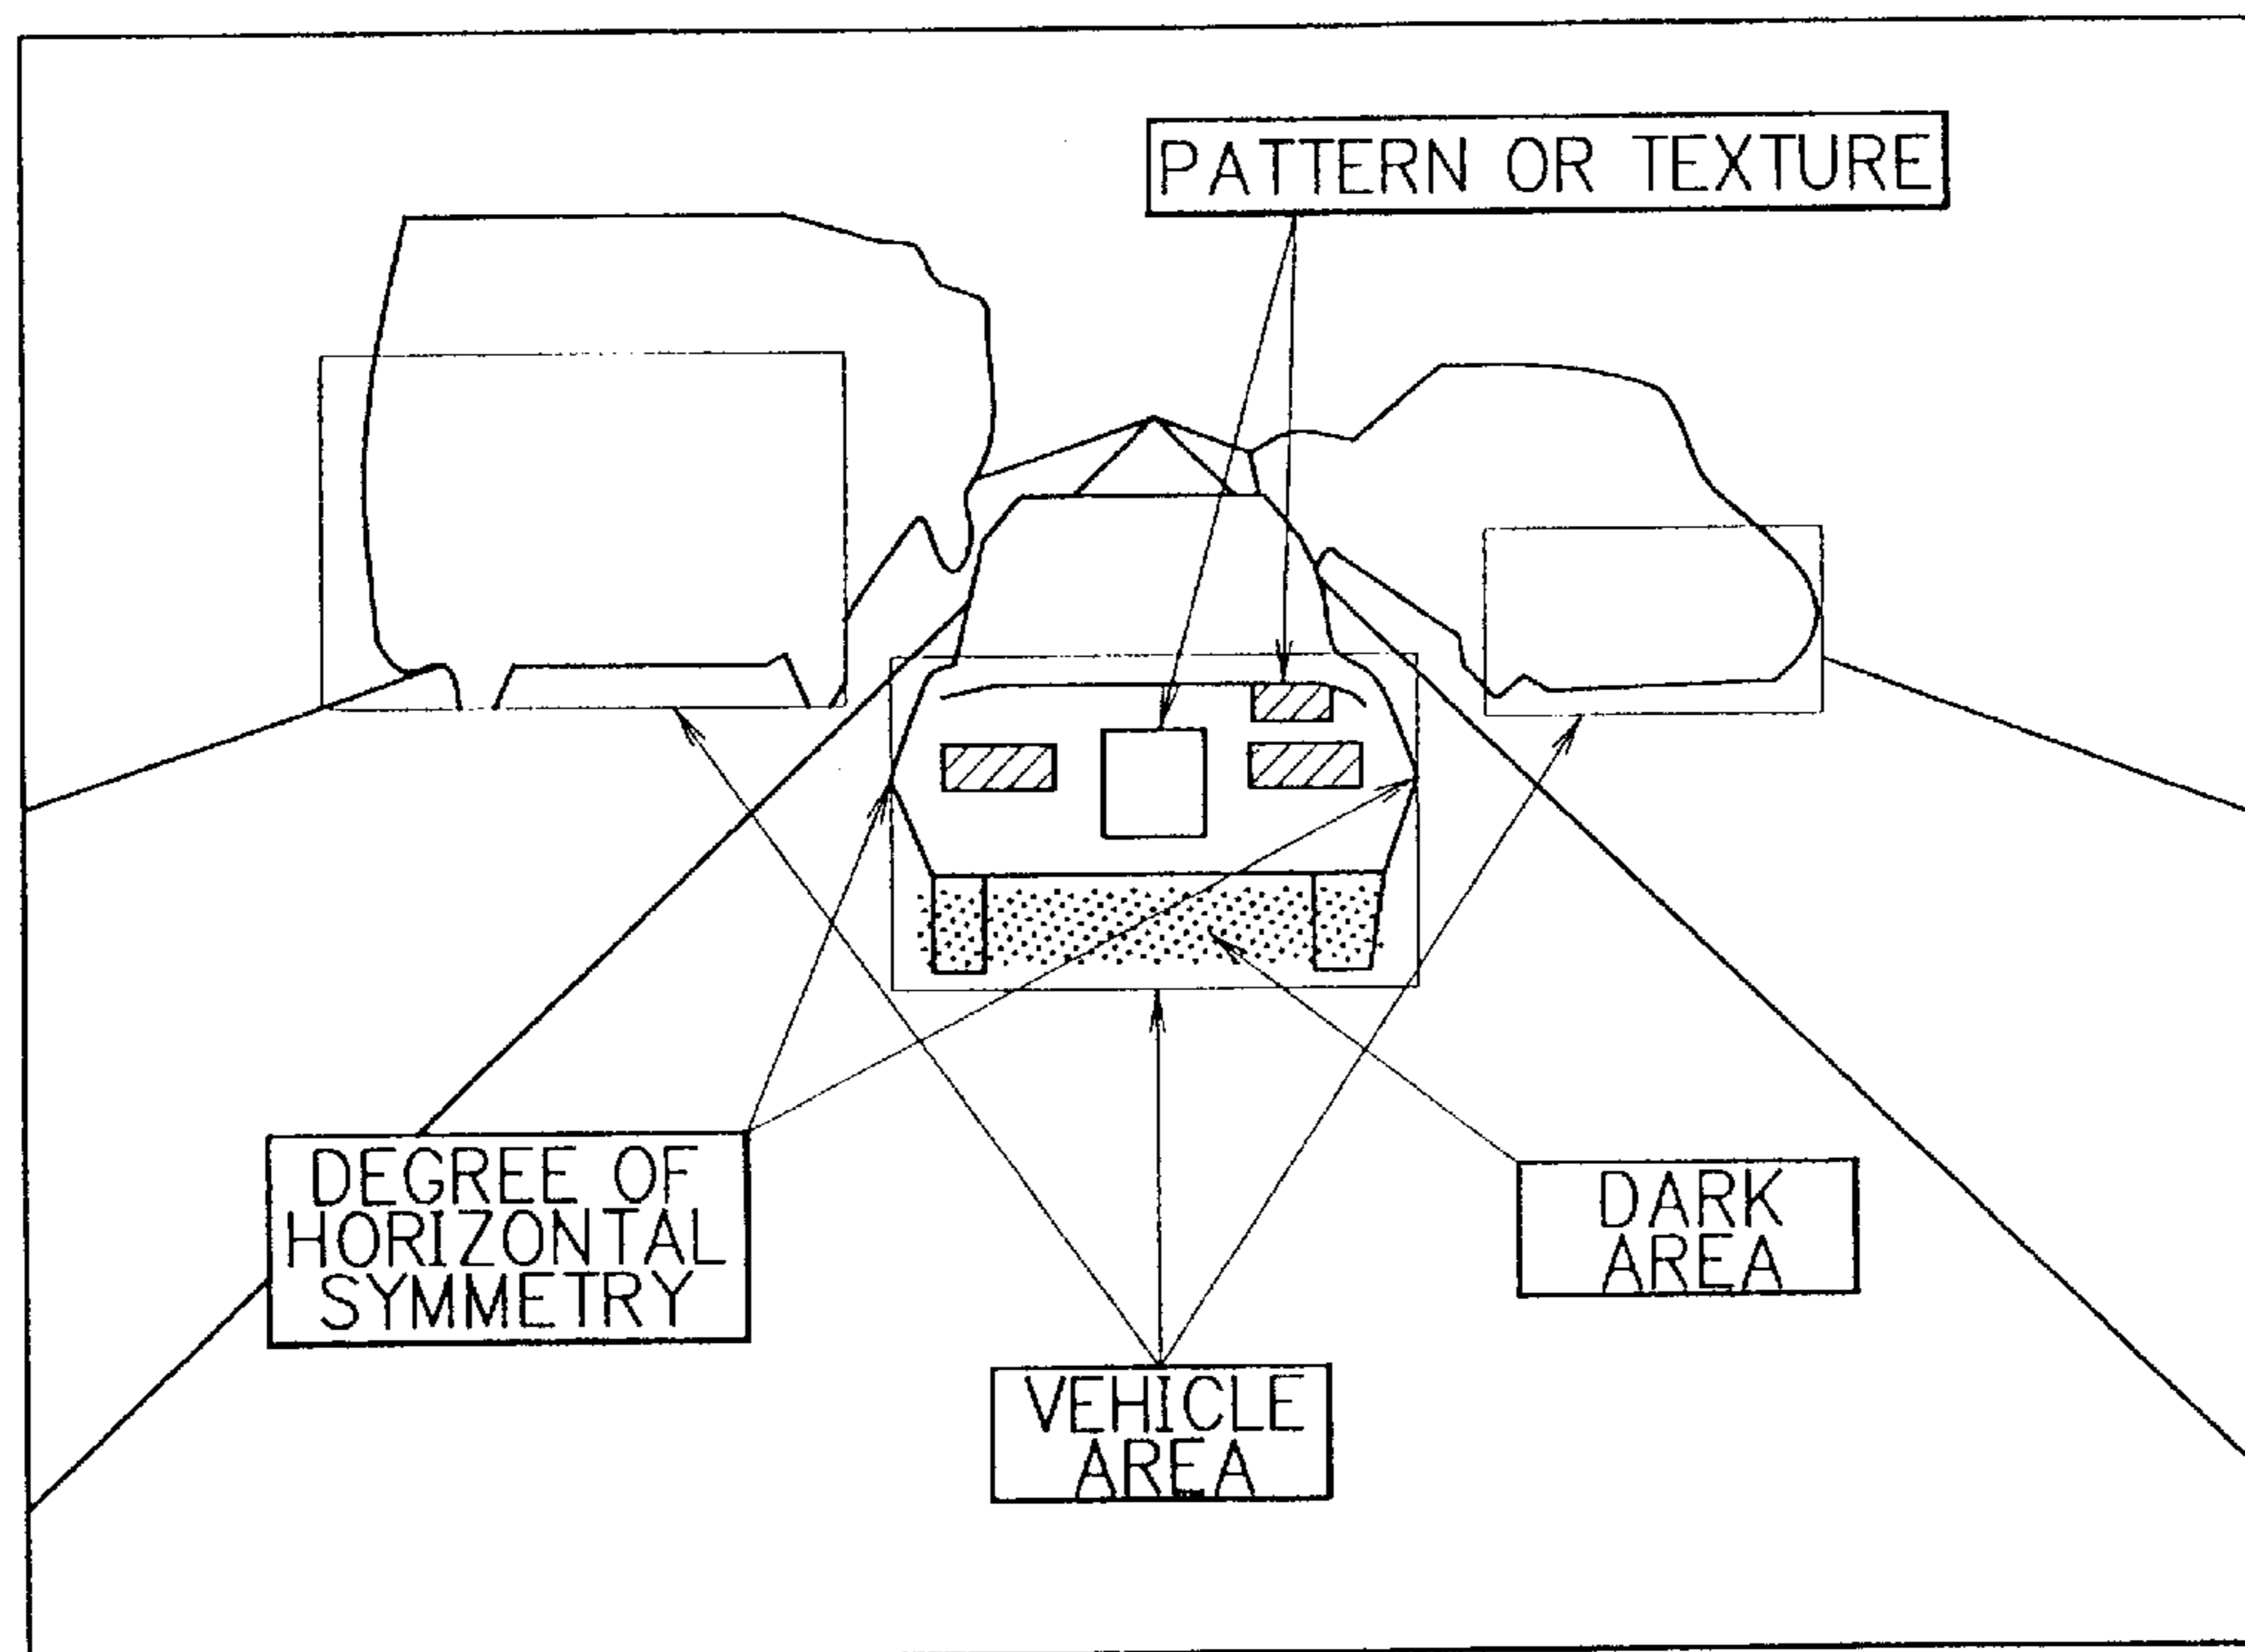 PATTERN OR TEXTURE
DEGREE OF
HORIZONTAL
SYMMETRY
DARK
AREA
VEHICLE
AREA